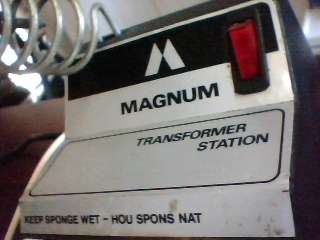 MAGNUM
TRANSFORMER
STATION
KEEP SPONGE WET - HOU SPONS NAT